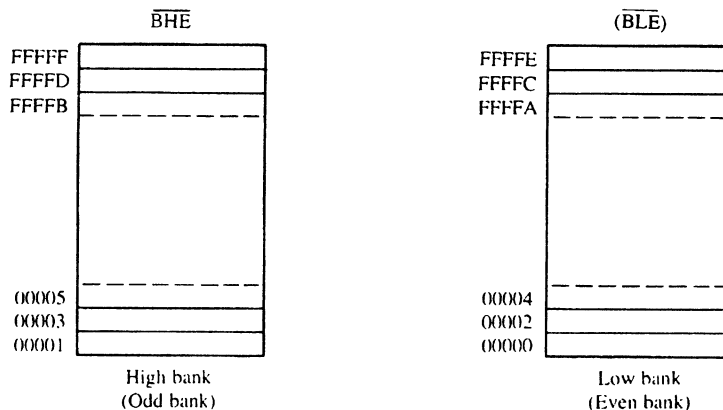 BHE
FFFFF
FFFFD
FFFFB
00005
00003
00001
High bank
(Odd bank)
(BLE)
FFFFE
FFFFC
FFFFA
00004
00002
00000
Low bank
(Even bank)